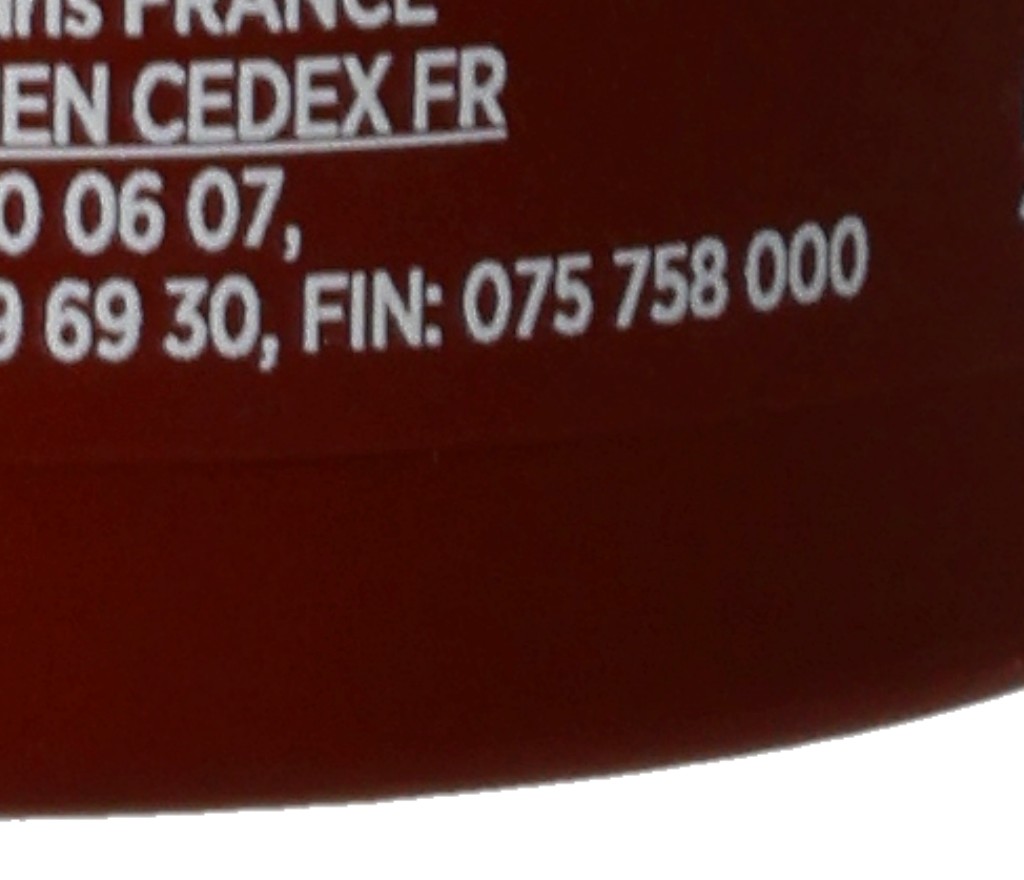 FRANCE
EN CEDEX FR
0 06 07,
9 69 30, FIN: 075 758 000